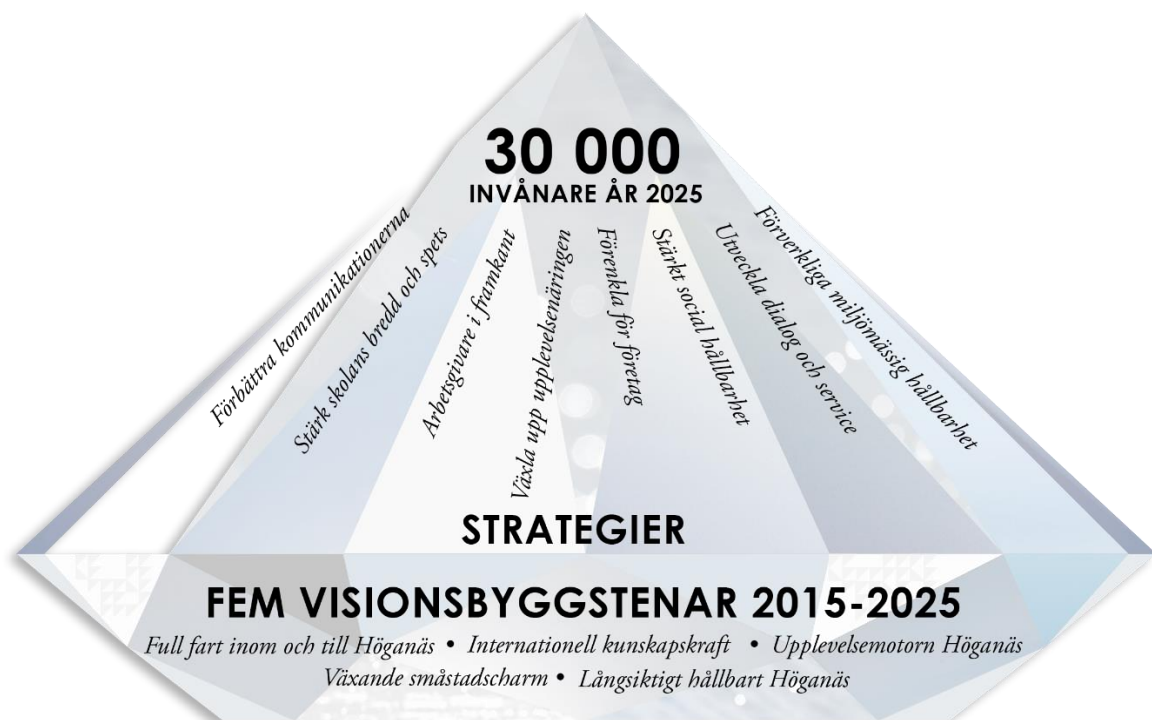 30 000
INVÅNARE ÅR 2025
Förbättra kommunikationerna
Stärk skolans bredd och spets
Arbetsgivare i framkant
Växla upp upplevelsenäringen
Förenkla för företag
Stärkt social hållbarhet
Utveckla dialog och service
Förverkliga miljömässig hållbarhet
STRATEGIER
FEM VISIONSBYGGSTENAR 2015-2025
Full fart inom och till Höganäs • Internationell kunskapskraft • Upplevelsemotorn Höganäs
Växande småstadscharm • Långsiktigt hållbart Höganäs